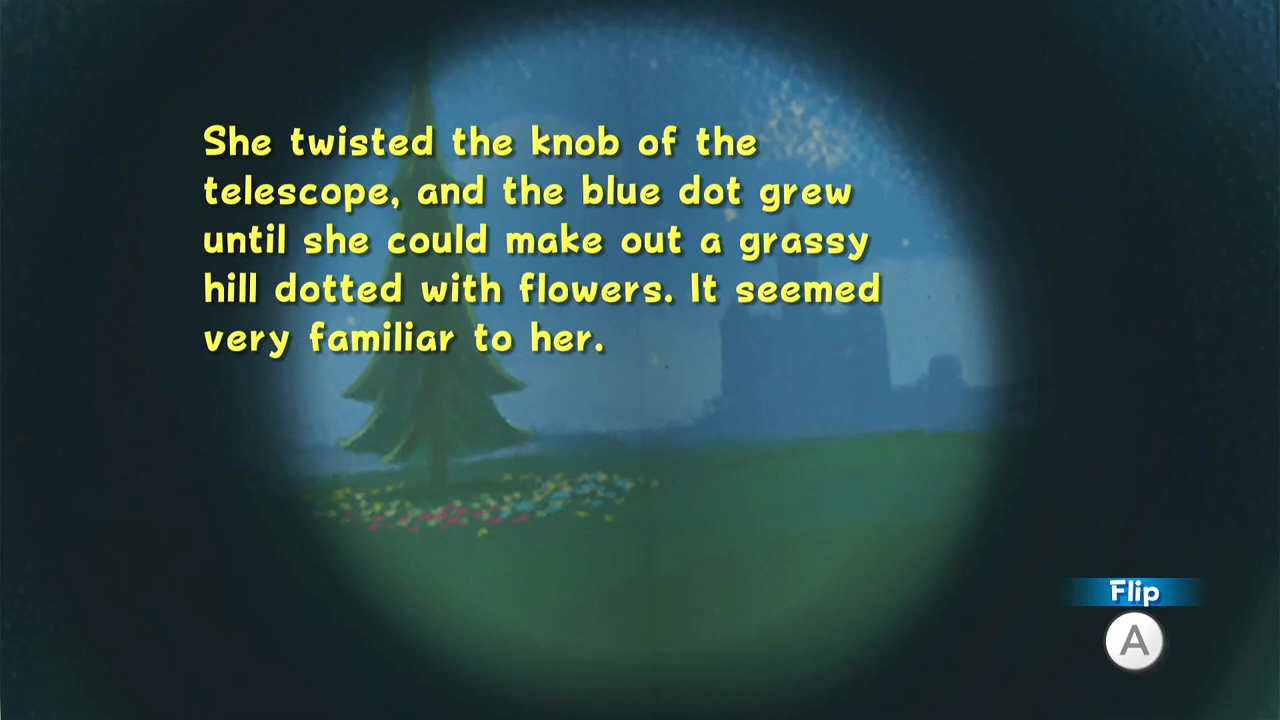 She twisted the knob of the
telescope, and the blue dot grew
until she could make out a grassy
hill dotted with flowers. It seemed
very familiar to her.
Flip
A